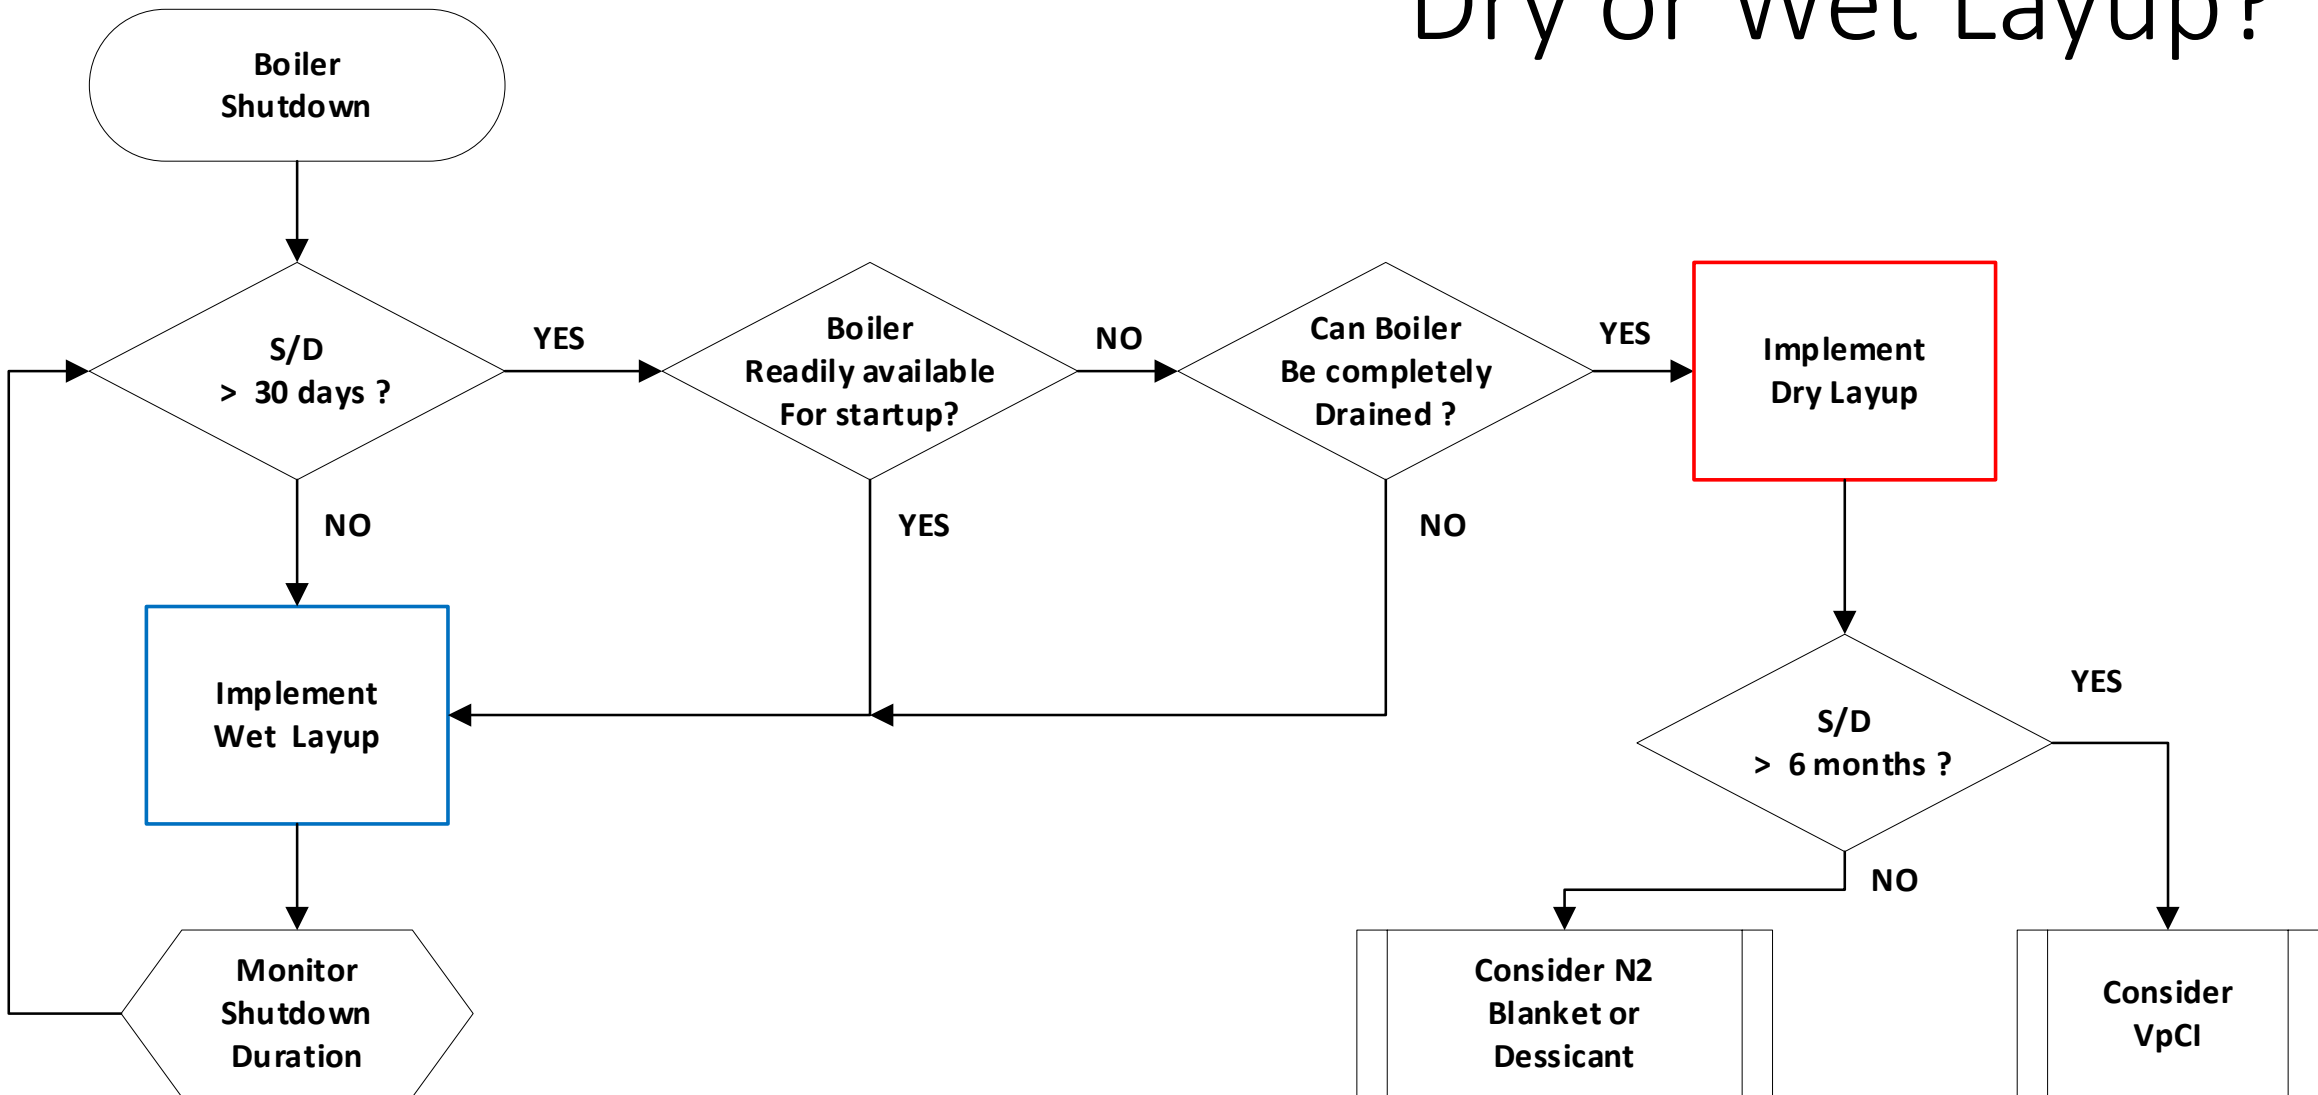 Dry or Wet Layup?
Boiler
Shutdown
S/D
> 30 days ?
YES
Boiler
Readily available
For startup?
NO
Can Boiler
Be completely
Drained ?
YES
Implement
Dry Layup
NO
YES
NO
Implement
Wet Layup
S/D
> 6 months ?
YES
NO
Monitor
Shutdown
Duration
Consider N2
Blanket or
Dessicant
Consider
VpCI